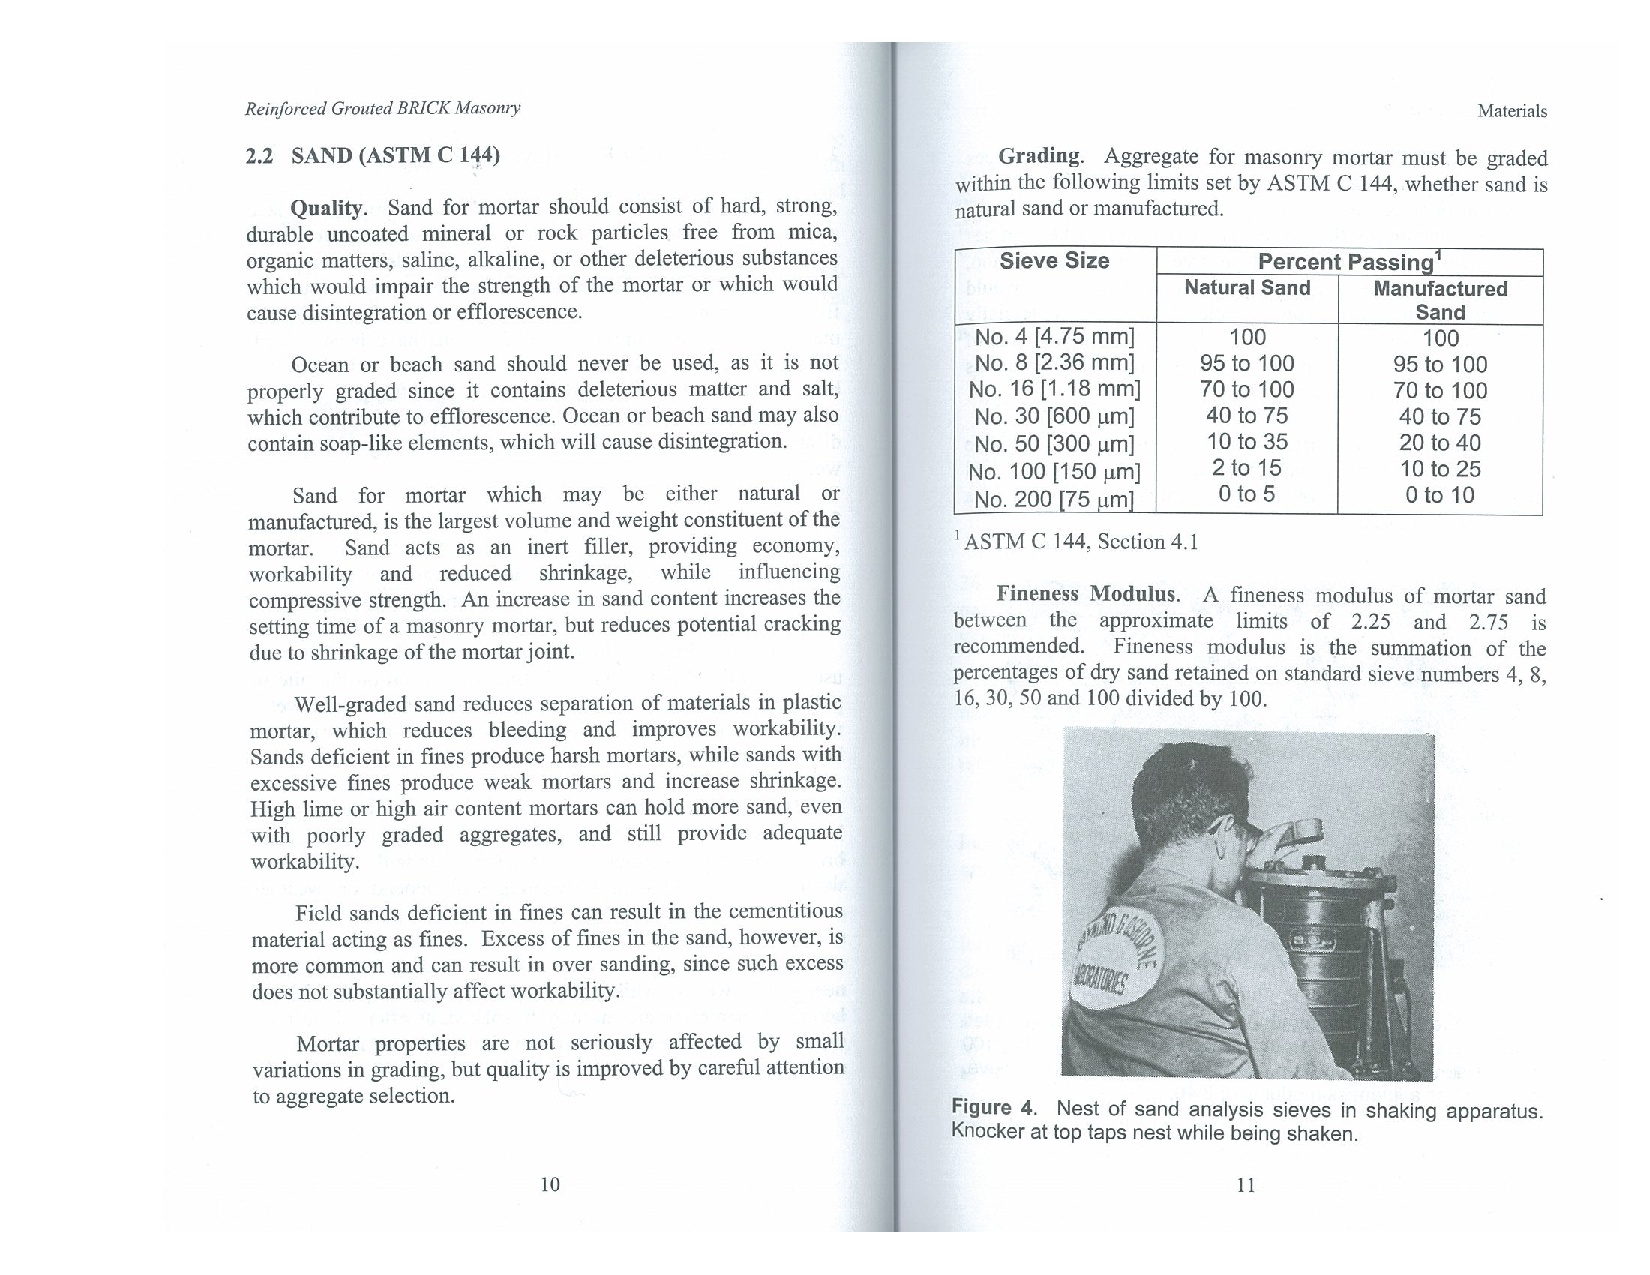 Reinforced Grouted BRICK Masonry
2.2 SAND (ASTM C 144)
Quality. Sand for mortar should consist of hard, strong,
durable uncoated mineral or rock particles free from mica,
organic matters, saline, alkaline, or other deleterious substances
which would impair the strength of the mortar or which would
cause disintegration or efflorescence.
Ocean or beach sand should never be used, as it is not
properly graded since it contains deleterious matter and salt,
which contribute to efflorescence. Ocean or beach sand may also
contain soap-like elements, which will cause disintegration.
Sand for mortar which may be either natural or
manufactured, is the largest volume and weight constituent of the
mortar. Sand acts as an inert filler, providing economy,
workability and reduced shrinkage, while influencing
compressive strength. An increase in sand content increases the
setting time of a masonry mortar, but reduces potential cracking
due to shrinkage of the mortar joint.
Well-graded sand reduces separation of materials in plastic
mortar, which reduces bleeding and improves workability.
Sands deficient in fines produce harsh mortars, while sands with
excessive fines produce weak mortars and increase shrinkage.
High lime or high air content mortars can hold more sand, even
with poorly graded aggregates, and still provide adequate
workability.
Field sands deficient in fines can result in the cementitious
material acting as fines. Excess of fines in the sand, however, is
more common and can result in over sanding, since such excess
does not substantially affect workability.
Mortar properties are not seriously affected by small
variations in grading, but quality is improved by careful attention
to aggregate selection.
10
Materials
Grading. Aggregate for masonry mortar must be graded
within the following limits set by ASTM C 144, whether sand is
natural sand or manufactured.
Sieve Size Percent Passing¹
Natural Sand Manufactured
Sand
No. 4 [4.75 mm] 100 100
No. 8 [2.36 mm] 95 to 100 95 to 100
No. 16 [1.18 mm] 70 to 100 70 to 100
No. 30 [600 µm] 40 to 75 40 to 75
No. 50 [300 µm] 10 to 35 20 to 40
No. 100 [150 µm] 2 to 15 10 to 25
No. 200 [75 µm] 0 to 5 0 to 10
¹ ASTM C 144, Section 4.1
Fineness Modulus. A fineness modulus of mortar sand
between the approximate limits of 2.25 and 2.75 is
recommended. Fineness modulus is the summation of the
percentages of dry sand retained on standard sieve numbers 4, 8,
16, 30, 50 and 100 divided by 100.
& OSBORNE
LABORATORIES
Figure 4. Nest of sand analysis sieves in shaking apparatus.
Knocker at top taps nest while being shaken.
11